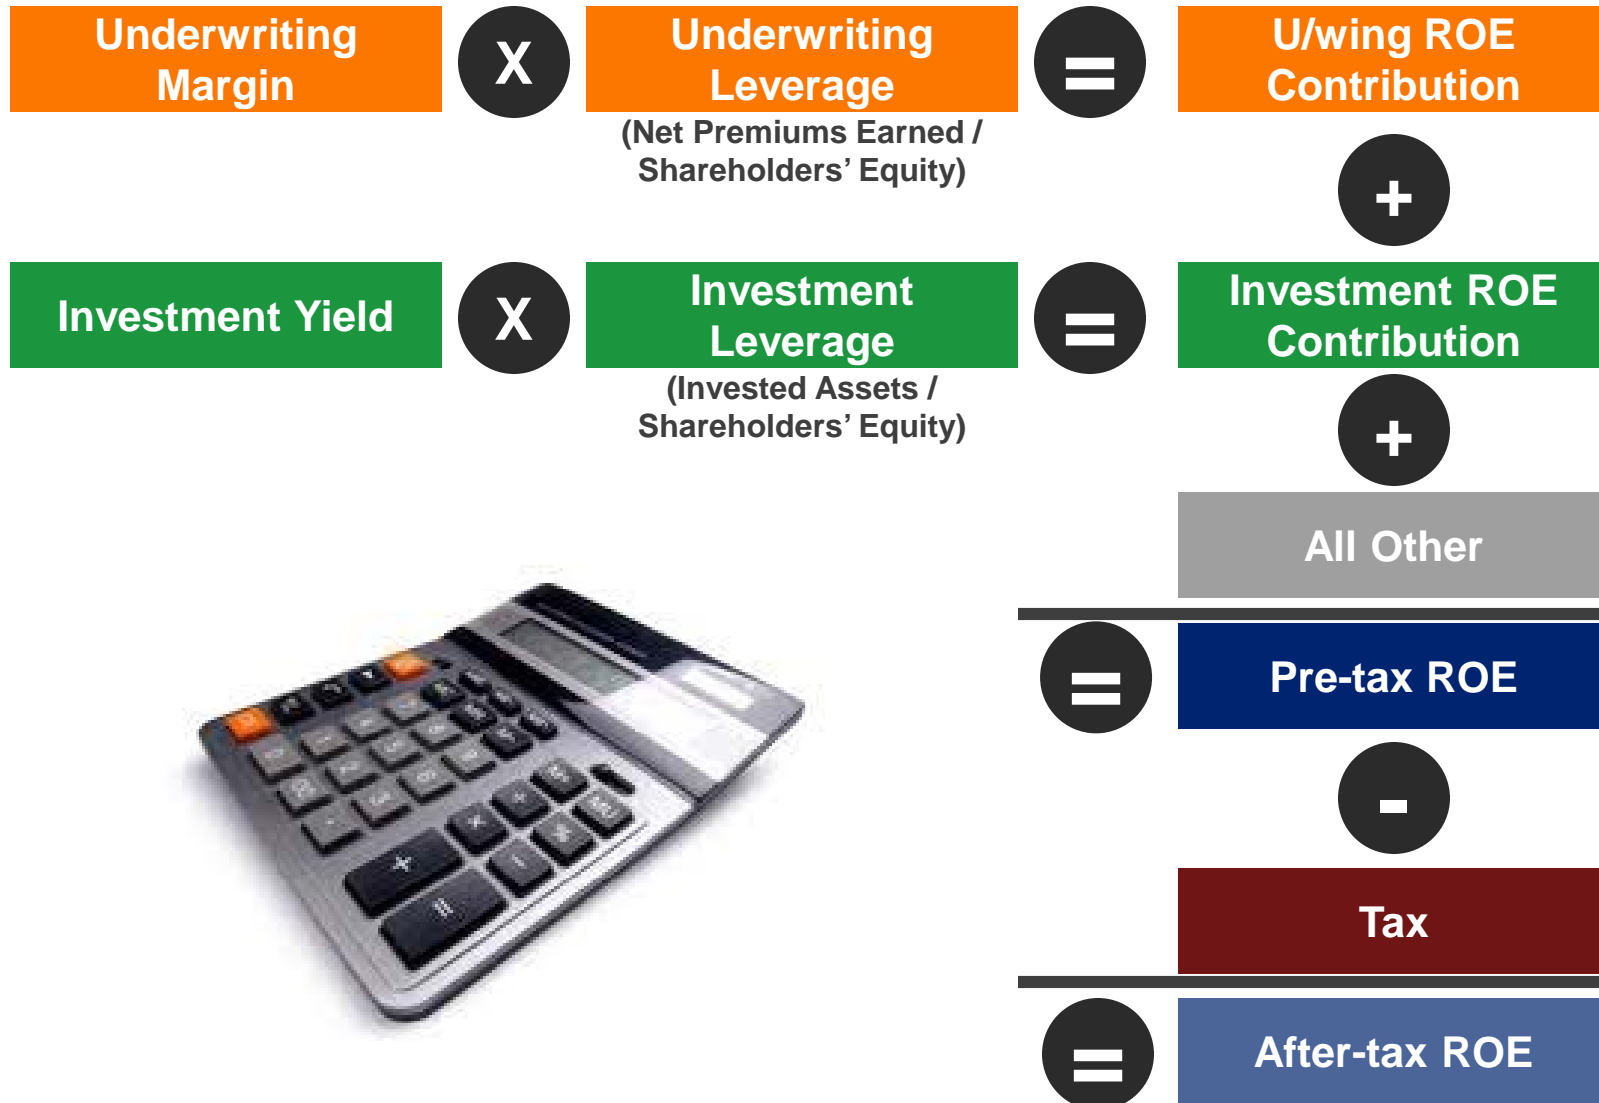 Underwriting
Margin
X
Underwriting
Leverage
=
U/wing ROE
Contribution
(Net Premiums Earned /
Shareholders’ Equity)
+
Investment Yield
X
Investment
Leverage
=
Investment ROE
Contribution
(Invested Assets /
Shareholders’ Equity)
+
All Other
=
Pre-tax ROE
-
Tax
=
After-tax ROE